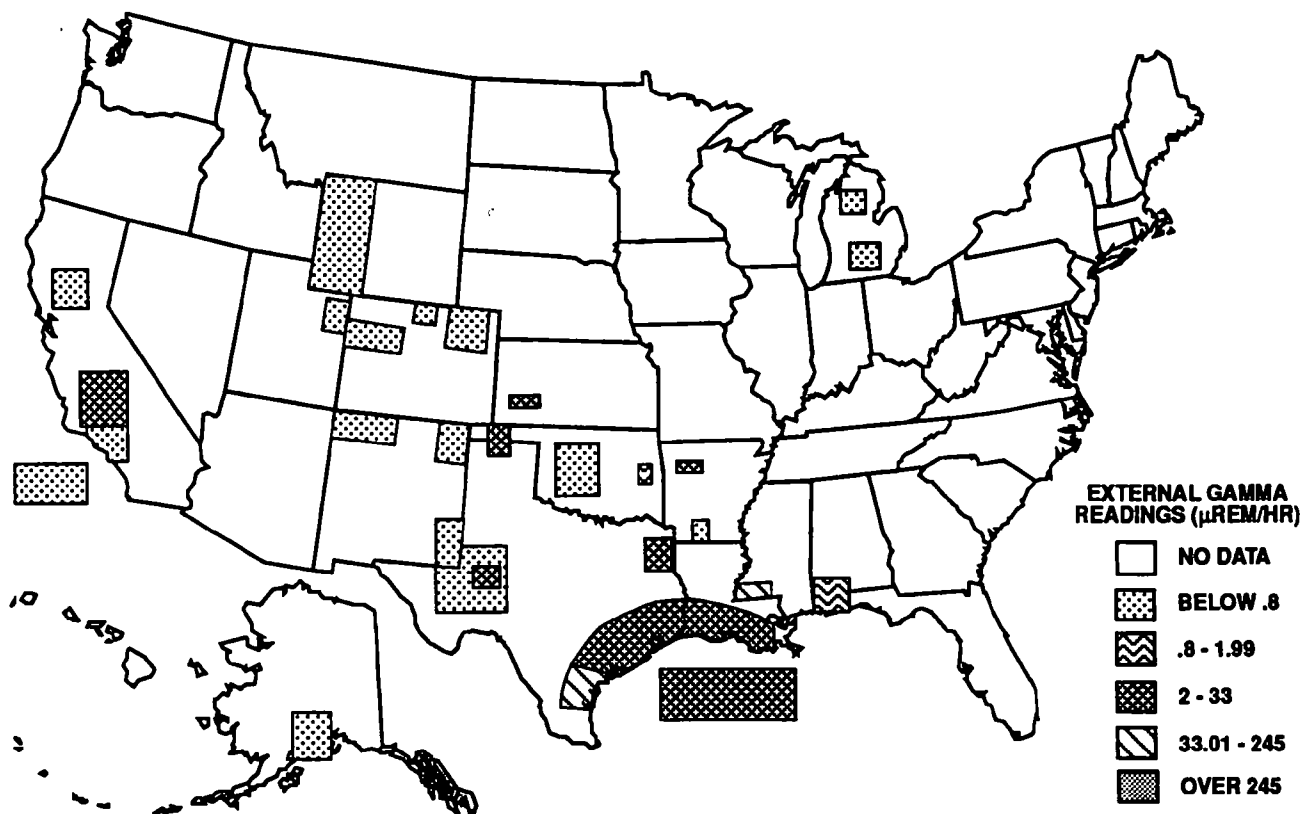 EXTERNAL GAMMA
READINGS (µREM/HR)
NO DATA
BELOW .8
.8 - 1.99
2 - 33
33.01 - 245
OVER 245